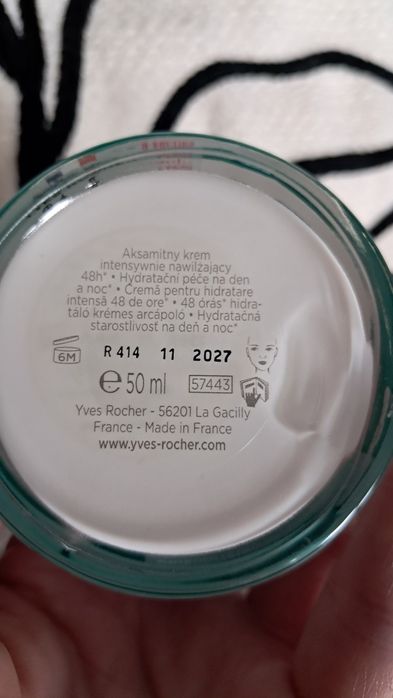 Aksamitny krem
intensywnie nawilżający
48h* • Hydratační péče na den
a noc* • Cremă pentru hidratare
intensă 48 de ore* • 48 órás* hidra-
táló krémes arcápoló • Hydratačná
starostlivosť na deň a noc*
6M R 414 11 2027
e 50 ml 57443
Yves Rocher - 56201 La Gacilly
France - Made in France
www.yves-rocher.com